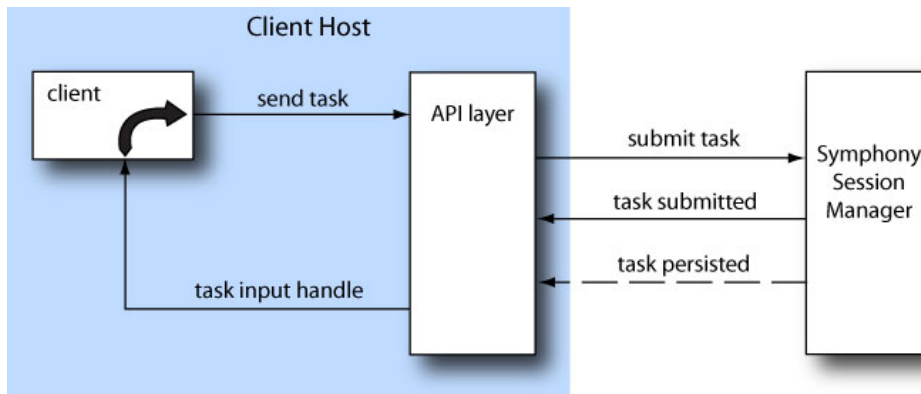 Client Host
client
send task
API layer
submit task
Symphony
Session
Manager
task submitted
task persisted
task input handle